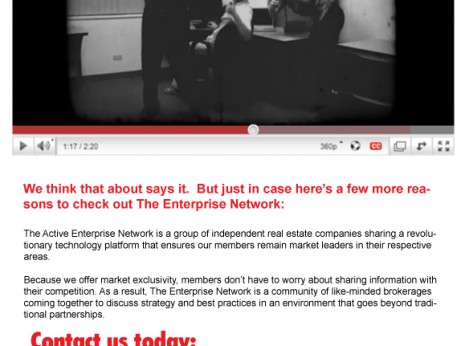 1:17 / 2:20
360p
CC
We think that about says it.  But just in case here's a few more rea-
sons to check out The Enterprise Network:
The Active Enterprise Network is a group of independent real estate companies sharing a revolu-
tionary technology platform that ensures our members remain market leaders in their respective
areas.
Because we offer market exclusivity, members don't have to worry about sharing information with
their competition. As a result, The Enterprise Network is a community of like-minded brokerages
coming together to discuss strategy and best practices in an environment that goes beyond tradi-
tional partnerships.
Contact us today: